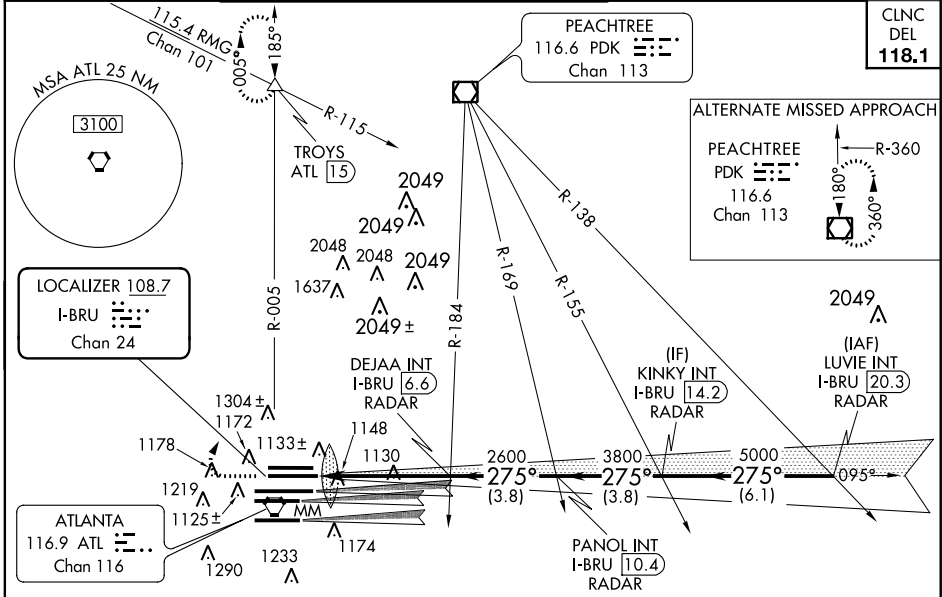 115.4 RMG
Chan 101
005°
185°
R-115
TROYS
ATL 15
MSA ATL 25 NM
3100
PEACHTREE
116.6 PDK
Chan 113
CLNC
DEL
118.1
ALTERNATE MISSED APPROACH
PEACHTREE
PDK
116.6
Chan 113
R-360
180°
360°
LOCALIZER 108.7
I-BRU
Chan 24
R-005
2049
2049
2048
2048
2049
1637
2049 ±
R-184
R-169
R-155
R-138
2049
DEJAA INT
I-BRU 6.6
RADAR
(IF)
KINKY INT
I-BRU 14.2
RADAR
(IAF)
LUVIE INT
I-BRU 20.3
RADAR
1304 ±
1172
1178
1133 ±
1148
1130
2600
275°
(3.8)
3800
275°
(3.8)
5000
275°
(6.1)
095°
1219
1125 ±
MM
1174
1290
1233
ATLANTA
116.9 ATL
Chan 116
PANOL INT
I-BRU 10.4
RADAR